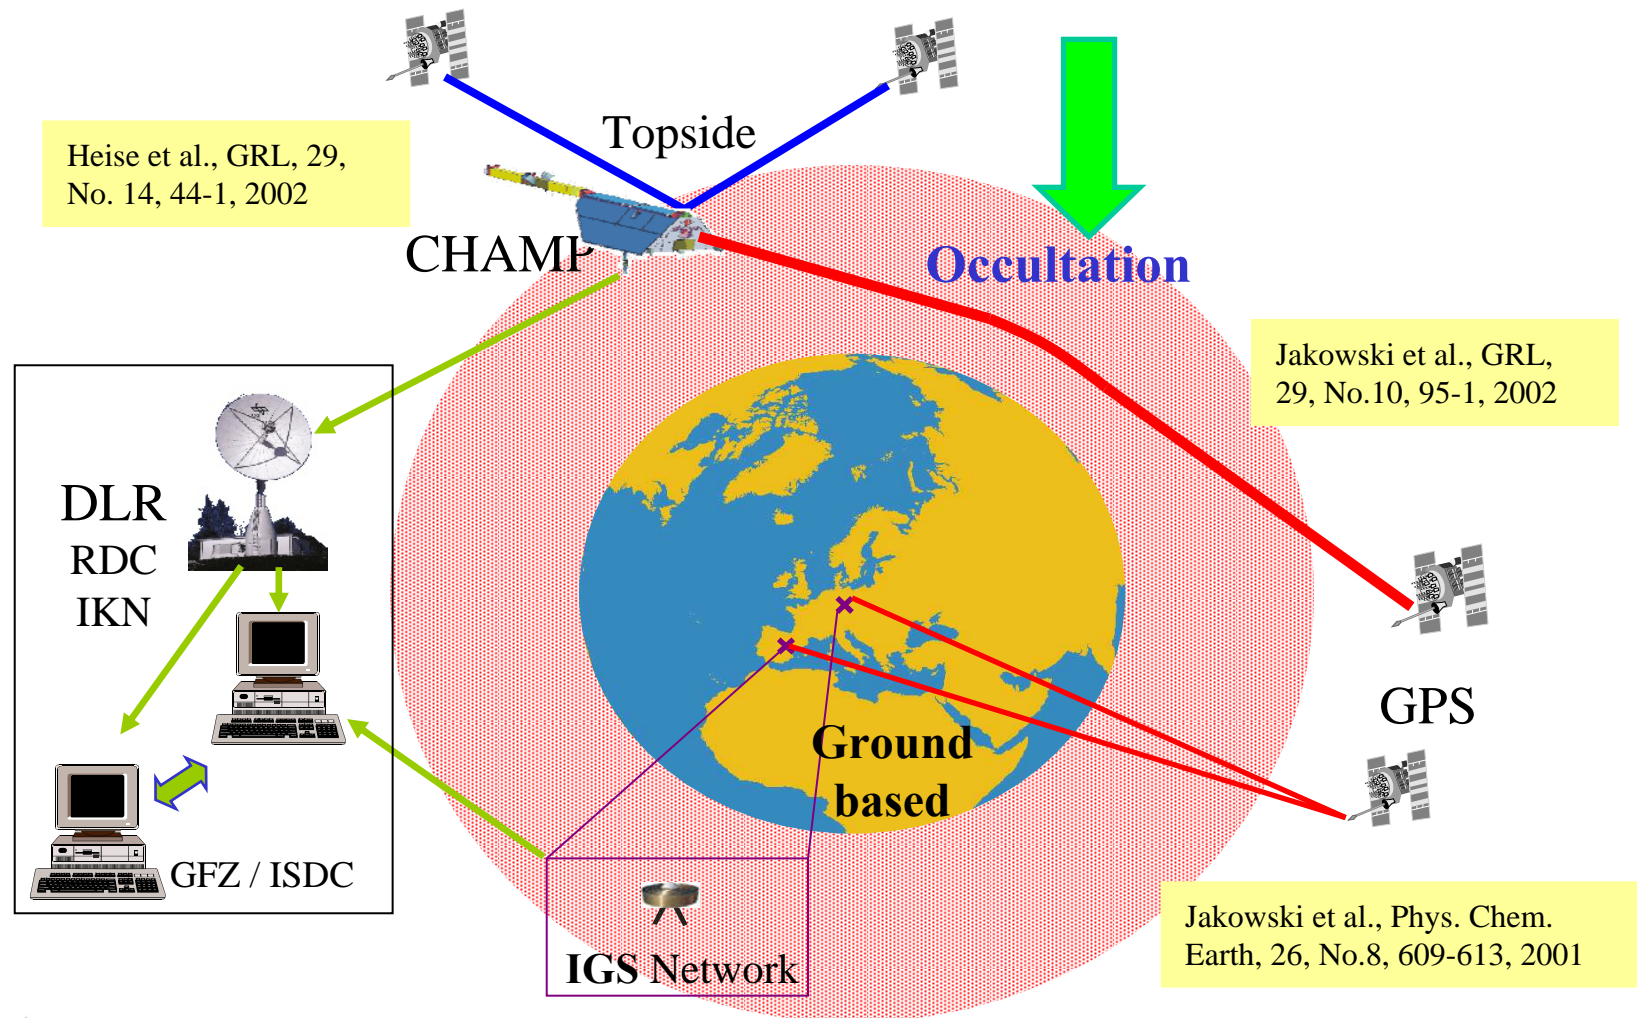 Topside
Heise et al., GRL, 29,
No. 14, 44-1, 2002
CHAMP
Occultation
Jakowski et al., GRL,
29, No.10, 95-1, 2002
DLR
RDC
IKN
GPS
Ground
based
GFZ / ISDC
IGS Network
Jakowski et al., Phys. Chem.
Earth, 26, No.8, 609-613, 2001